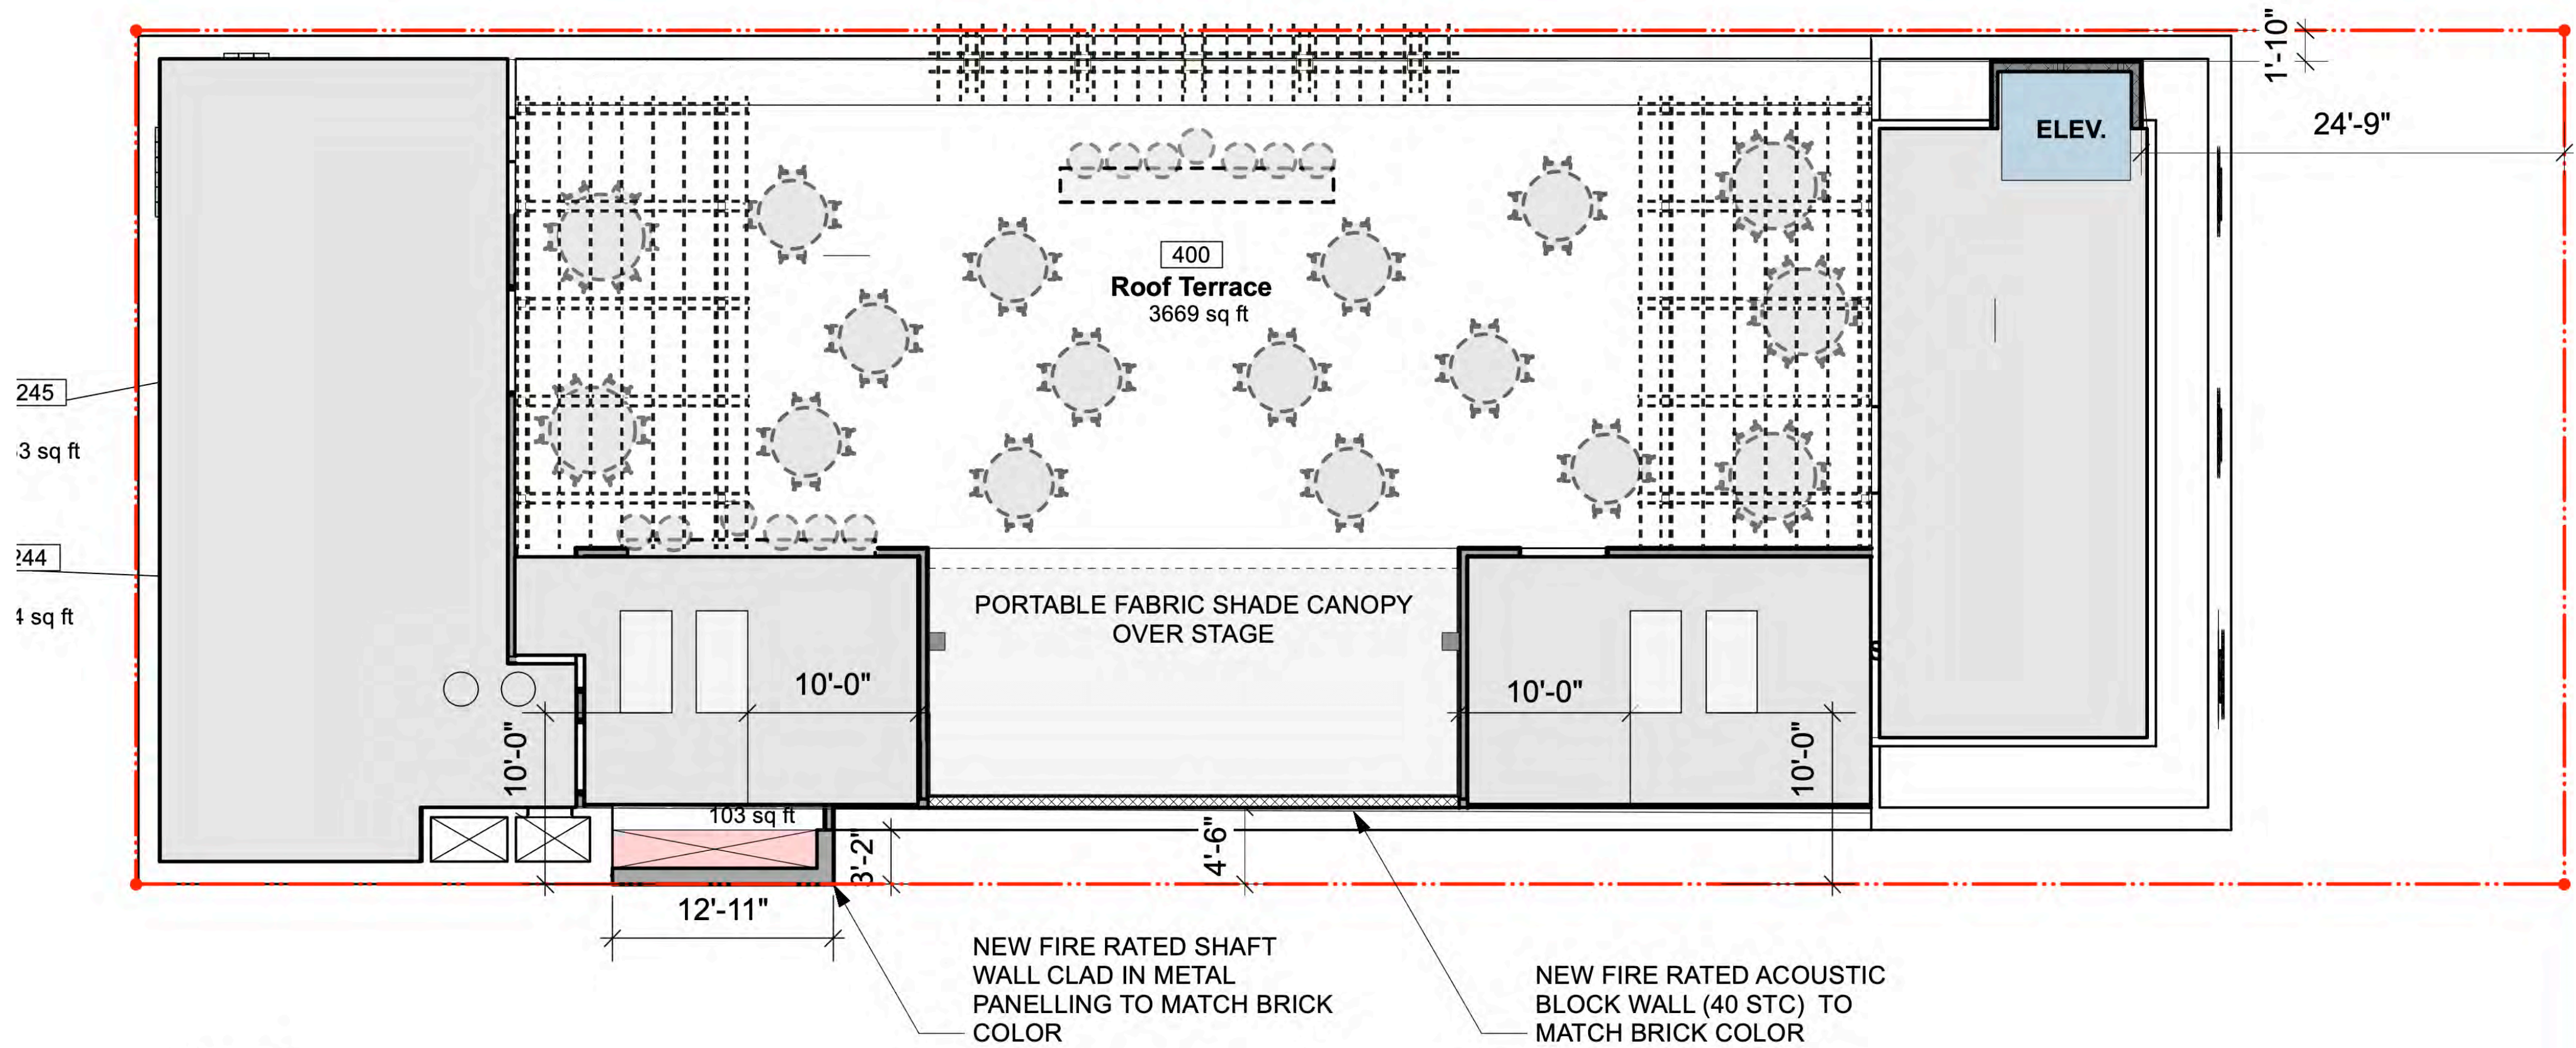 1'-10"
24'-9"
ELEV.
400
Roof Terrace
3669 sq ft
245
3 sq ft
244
4 sq ft
PORTABLE FABRIC SHADE CANOPY
OVER STAGE
10'-0"
10'-0"
10'-0"
10'-0"
103 sq ft
3'-2"
4'-6"
12'-11"
NEW FIRE RATED SHAFT
WALL CLAD IN METAL
PANELLING TO MATCH BRICK
COLOR
NEW FIRE RATED ACOUSTIC
BLOCK WALL (40 STC) TO
MATCH BRICK COLOR